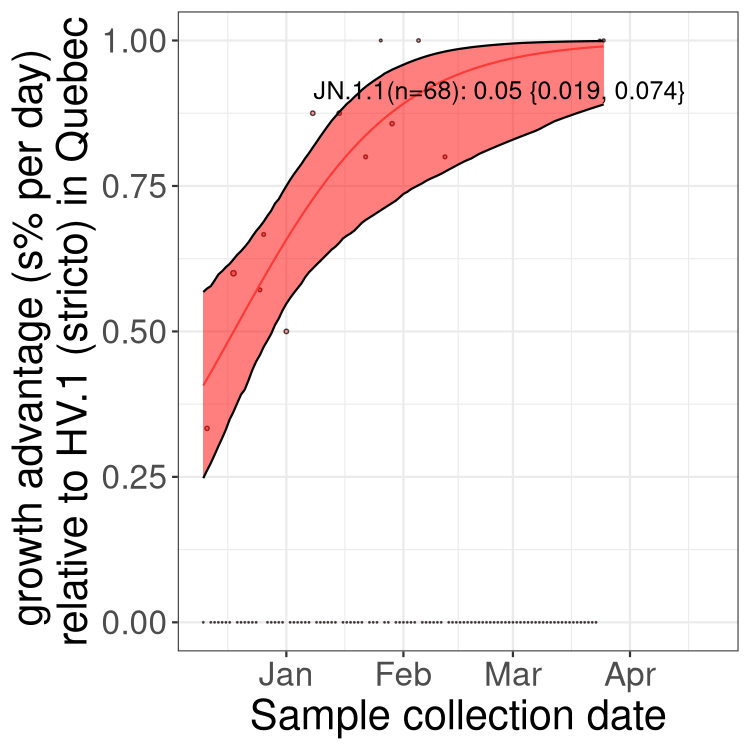 growth advantage (s% per day)
relative to HV.1 (stricto) in Quebec
1.00
0.75
0.50
0.25
0.00
JN.1.1(n=68): 0.05 {0.019, 0.074}
Jan Feb Mar Apr
Sample collection date